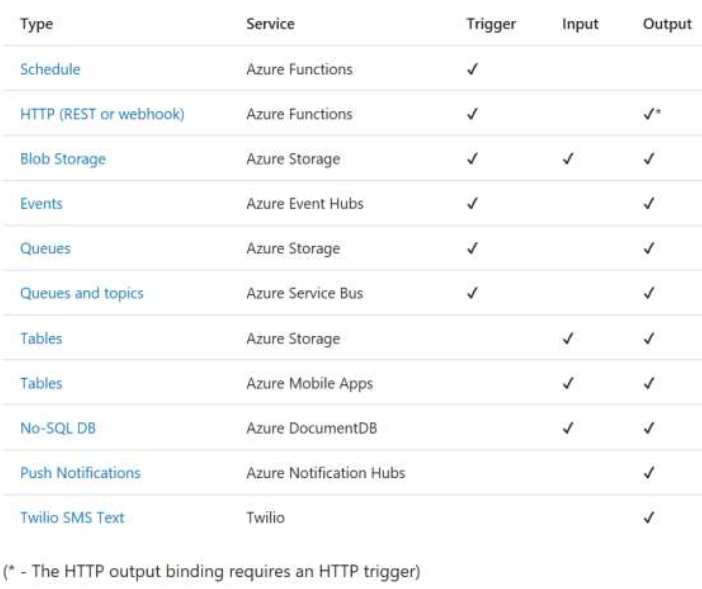 Type Service Trigger Input Output
Schedule Azure Functions ✓
HTTP (REST or webhook) Azure Functions ✓ ✓*
Blob Storage Azure Storage ✓ ✓ ✓
Events Azure Event Hubs ✓ ✓
Queues Azure Storage ✓ ✓
Queues and topics Azure Service Bus ✓ ✓
Tables Azure Storage ✓ ✓
Tables Azure Mobile Apps ✓ ✓
No-SQL DB Azure DocumentDB ✓ ✓
Push Notifications Azure Notification Hubs ✓
Twilio SMS Text Twilio ✓
(* - The HTTP output binding requires an HTTP trigger)